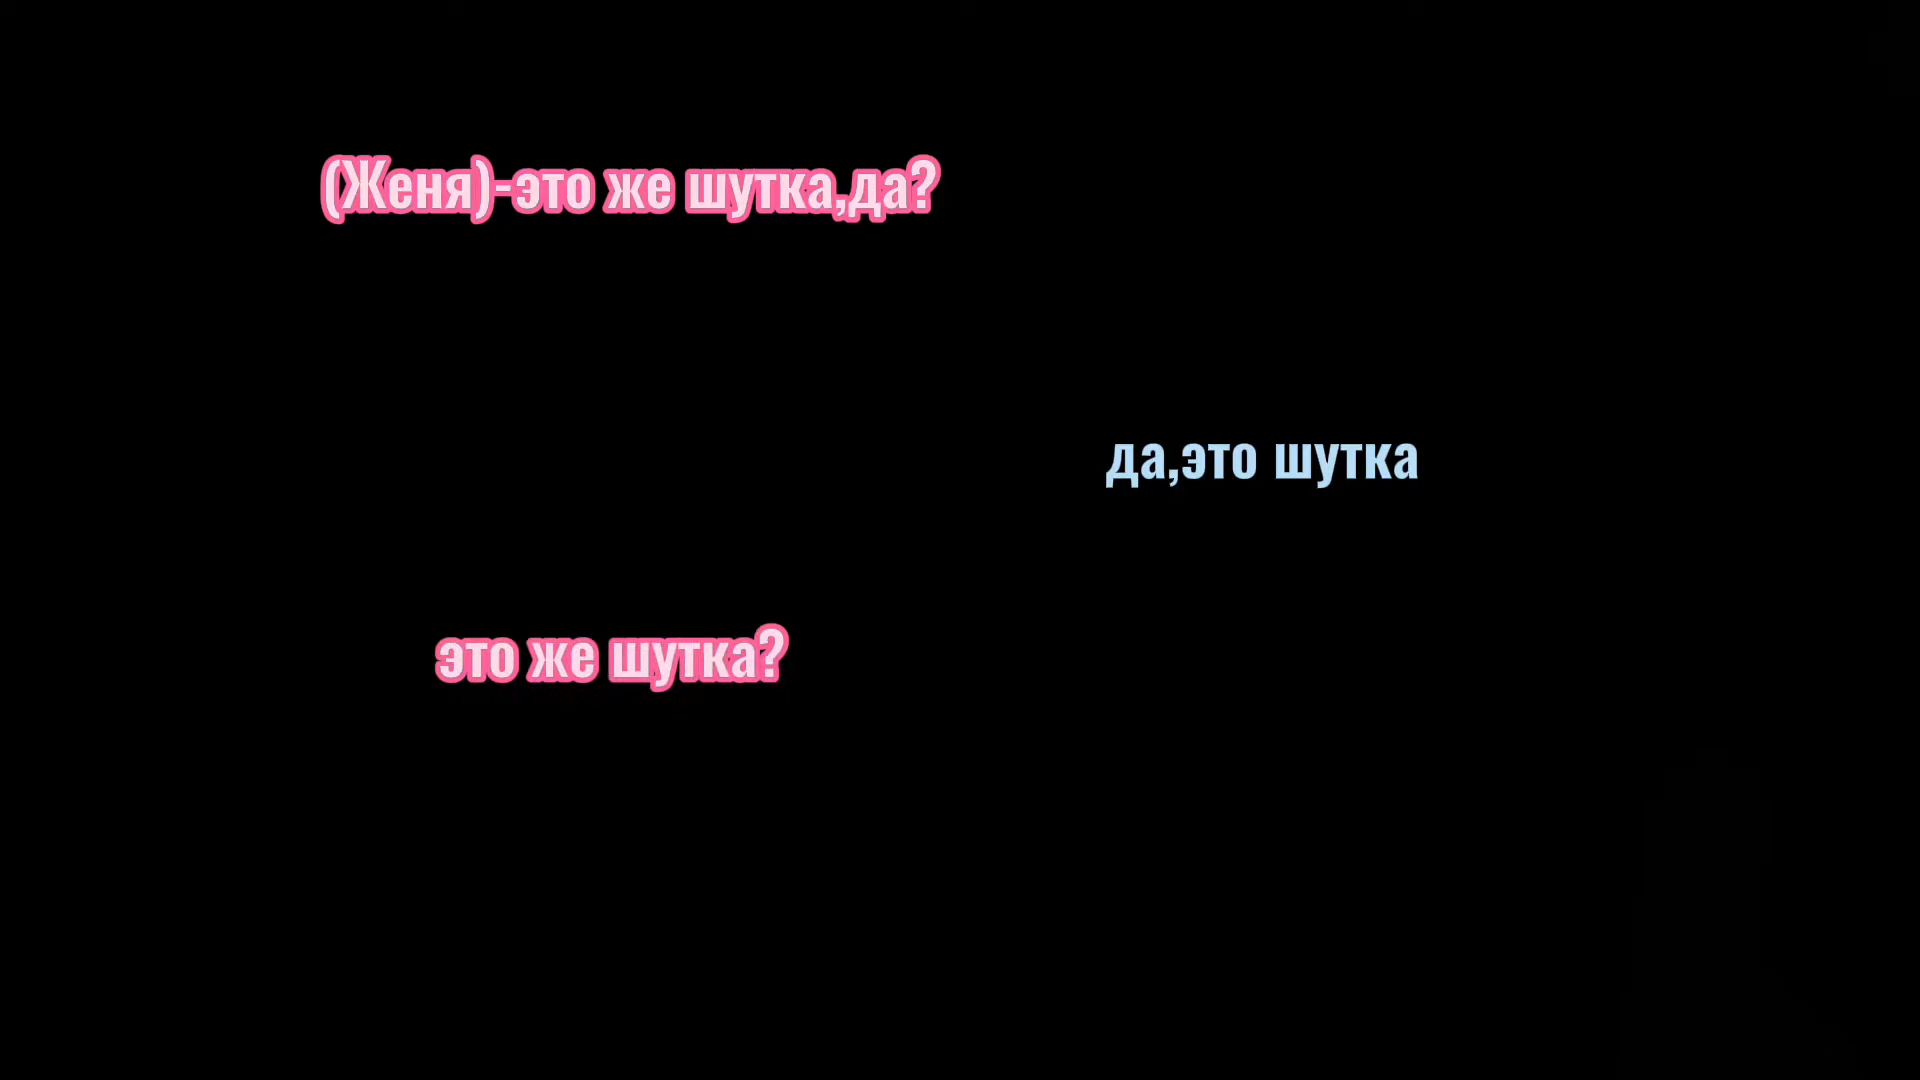 (Женя)-это же шутка,да?
да,это шутка
это же шутка?